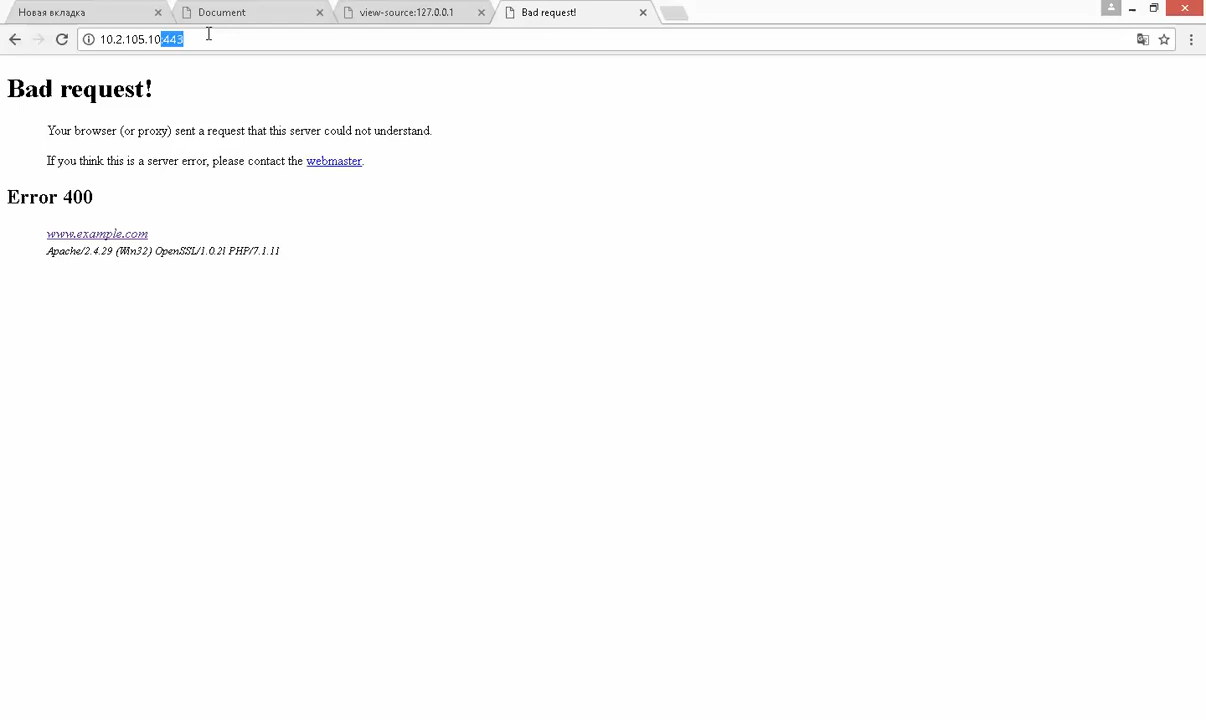 Новая вкладка
Document
view-source:127.0.0.1
Bad request!
10.2.105.10:443
Bad request!
Your browser (or proxy) sent a request that this server could not understand.
If you think this is a server error, please contact the webmaster.
Error 400
www.example.com
Apache/2.4.29 (Win32) OpenSSL/1.0.2l PHP/7.1.11